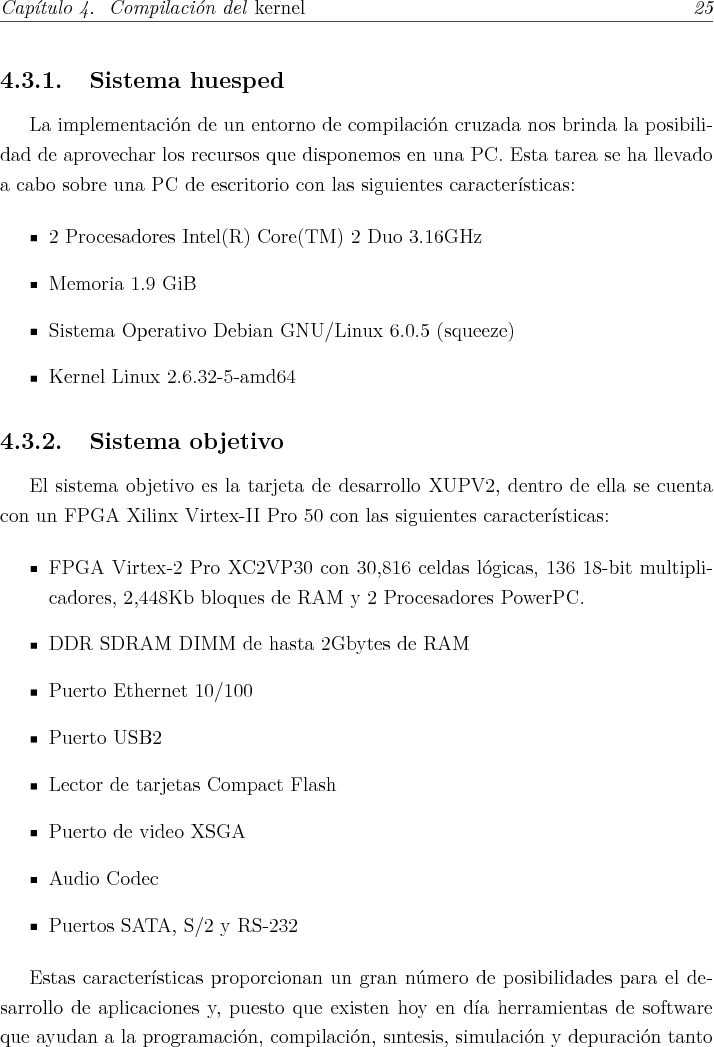 Capítulo 4. Compilación del kernel 25
4.3.1. Sistema huesped
La implementación de un entorno de compilación cruzada nos brinda la posibili-
dad de aprovechar los recursos que disponemos en una PC. Esta tarea se ha llevado
a cabo sobre una PC de escritorio con las siguientes características:
▪ 2 Procesadores Intel(R) Core(TM) 2 Duo 3.16GHz
▪ Memoria 1.9 GiB
▪ Sistema Operativo Debian GNU/Linux 6.0.5 (squeeze)
▪ Kernel Linux 2.6.32-5-amd64
4.3.2. Sistema objetivo
El sistema objetivo es la tarjeta de desarrollo XUPV2, dentro de ella se cuenta
con un FPGA Xilinx Virtex-II Pro 50 con las siguientes características:
▪ FPGA Virtex-2 Pro XC2VP30 con 30,816 celdas lógicas, 136 18-bit multipli-
cadores, 2,448Kb bloques de RAM y 2 Procesadores PowerPC.
▪ DDR SDRAM DIMM de hasta 2Gbytes de RAM
▪ Puerto Ethernet 10/100
▪ Puerto USB2
▪ Lector de tarjetas Compact Flash
▪ Puerto de video XSGA
▪ Audio Codec
▪ Puertos SATA, S/2 y RS-232
Estas características proporcionan un gran número de posibilidades para el de-
sarrollo de aplicaciones y, puesto que existen hoy en día herramientas de software
que ayudan a la programación, compilación, sıntesis, simulación y depuración tanto